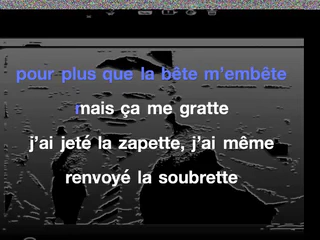 pour plus que la bête m'embête
mais ça me gratte
j'ai jeté la zapette, j'ai même
renvoyé la soubrette